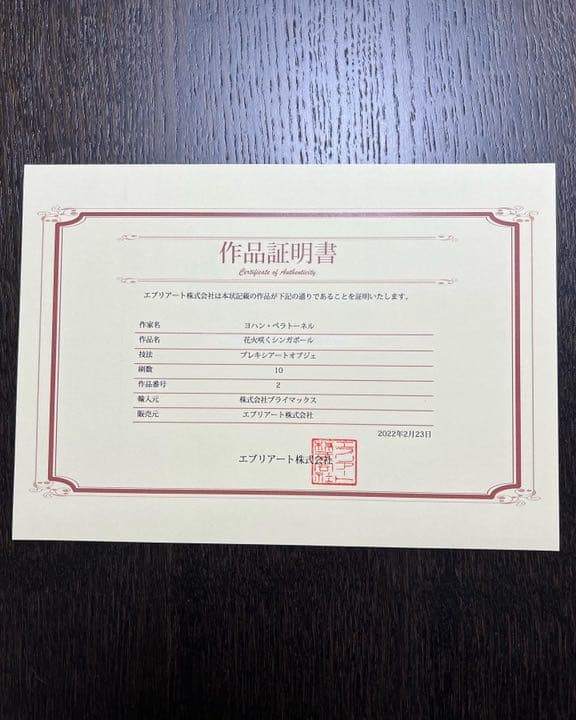 作品証明書
Certificate of Authenticity
エブリアート株式会社は本状記載の作品が下記の通りであることを証明いたします。
作家名 ヨハン・ペラトーネル
作品名 花火咲くシンガポール
技法 プレキシアートオブジェ
刷数 10
作品番号 2
輸入元 株式会社プライマックス
販売元 エブリアート株式会社
2022年2月23日
エブリアート株式会社